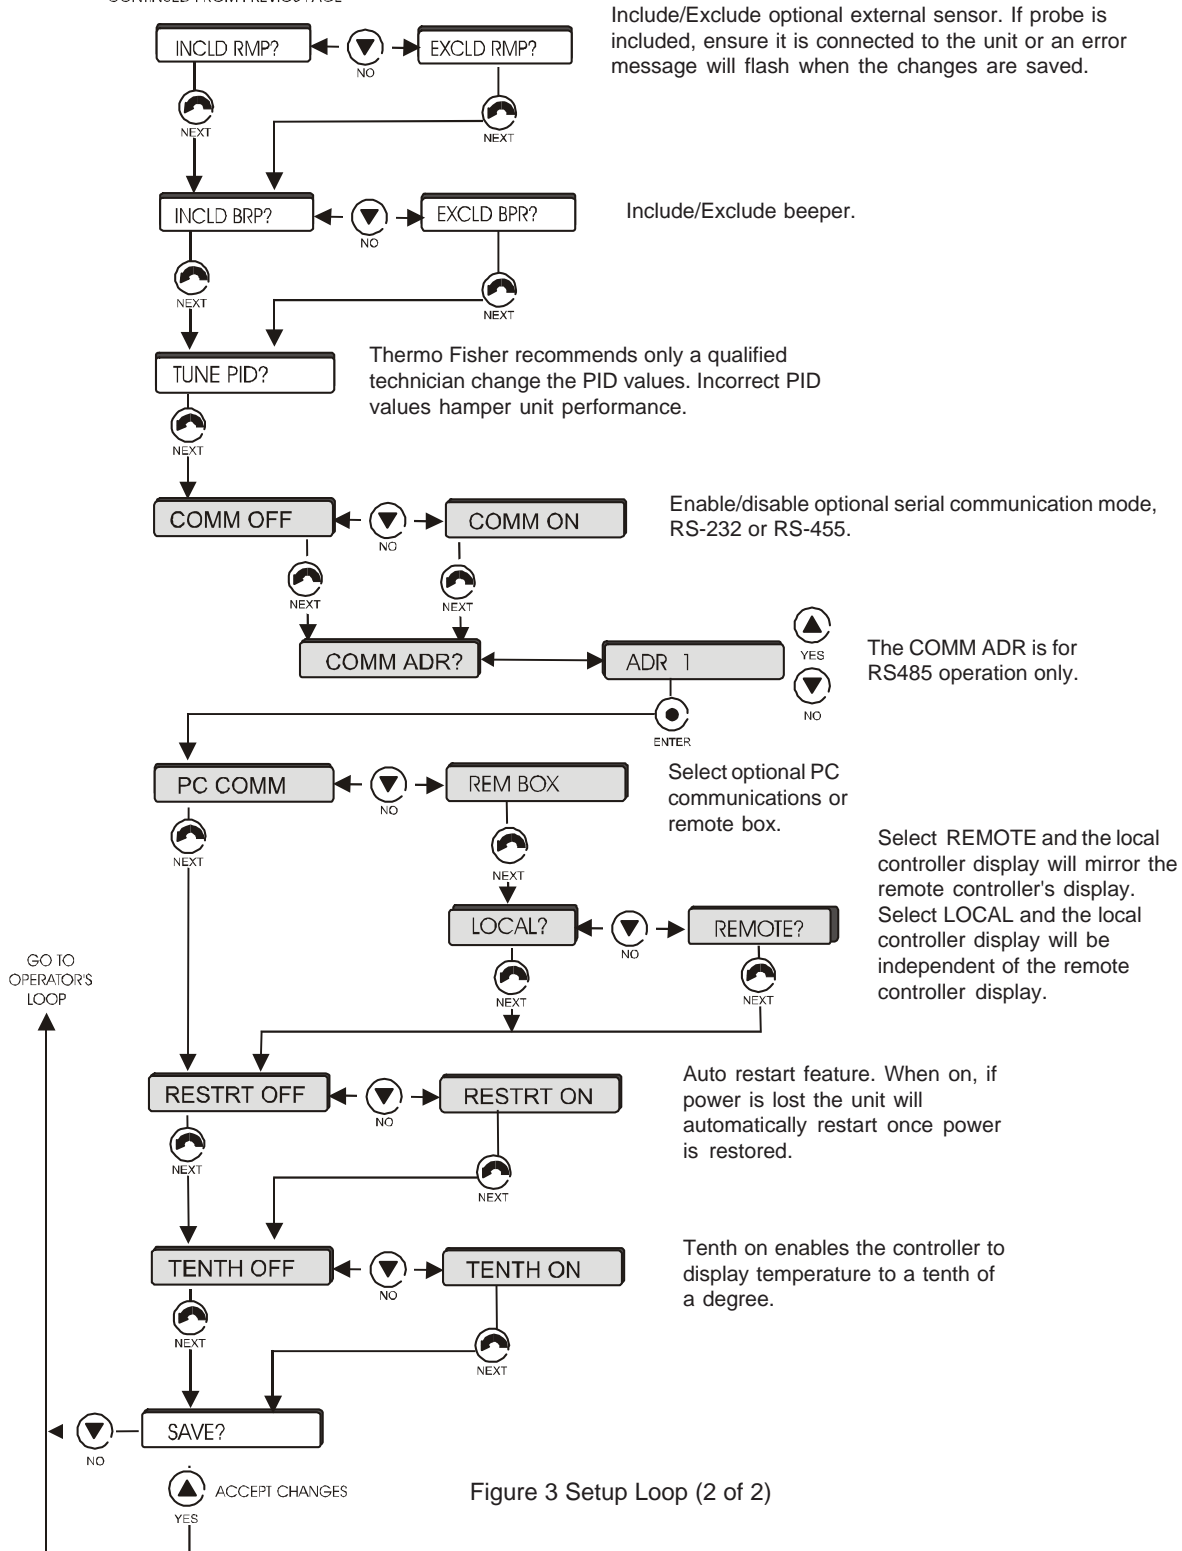 CONTINUED FROM PREVIOUS PAGE
Include/Exclude optional external sensor. If probe is
included, ensure it is connected to the unit or an error
message will flash when the changes are saved.
INCLD RMP?
NO
EXCLD RMP?
NEXT
NEXT
INCLD BRP?
NO
EXCLD BPR?
Include/Exclude beeper.
NEXT
NEXT
TUNE PID?
Thermo Fisher recommends only a qualified
technician change the PID values. Incorrect PID
values hamper unit performance.
NEXT
COMM OFF
NO
COMM ON
Enable/disable optional serial communication mode,
RS-232 or RS-455.
NEXT
NEXT
COMM ADR?
ADR 1
YES
NO
The COMM ADR is for
RS485 operation only.
ENTER
PC COMM
NO
REM BOX
Select optional PC
communications or
remote box.
NEXT
NEXT
Select REMOTE and the local
controller display will mirror the
remote controller's display.
Select LOCAL and the local
controller display will be
independent of the remote
controller display.
LOCAL?
NO
REMOTE?
NEXT
NEXT
GO TO
OPERATOR'S
LOOP
RESTRT OFF
NO
RESTRT ON
Auto restart feature. When on, if
power is lost the unit will
automatically restart once power
is restored.
NEXT
NEXT
TENTH OFF
NO
TENTH ON
Tenth on enables the controller to
display temperature to a tenth of
a degree.
NEXT
NEXT
SAVE?
NO
ACCEPT CHANGES
YES
Figure 3 Setup Loop (2 of 2)